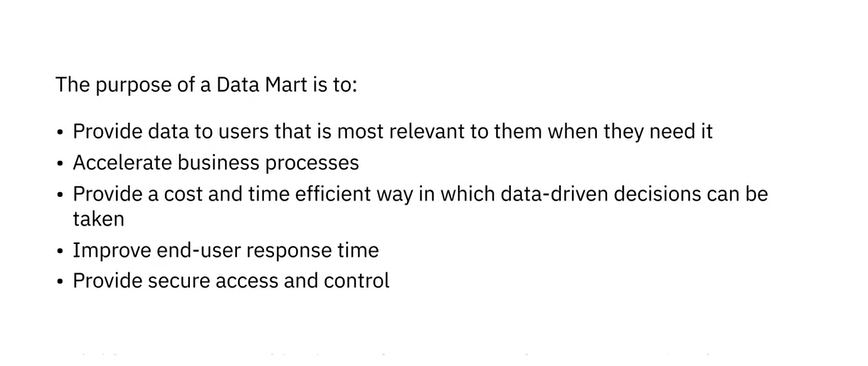 The purpose of a Data Mart is to:
• Provide data to users that is most relevant to them when they need it
• Accelerate business processes
• Provide a cost and time efficient way in which data-driven decisions can be
taken
• Improve end-user response time
• Provide secure access and control